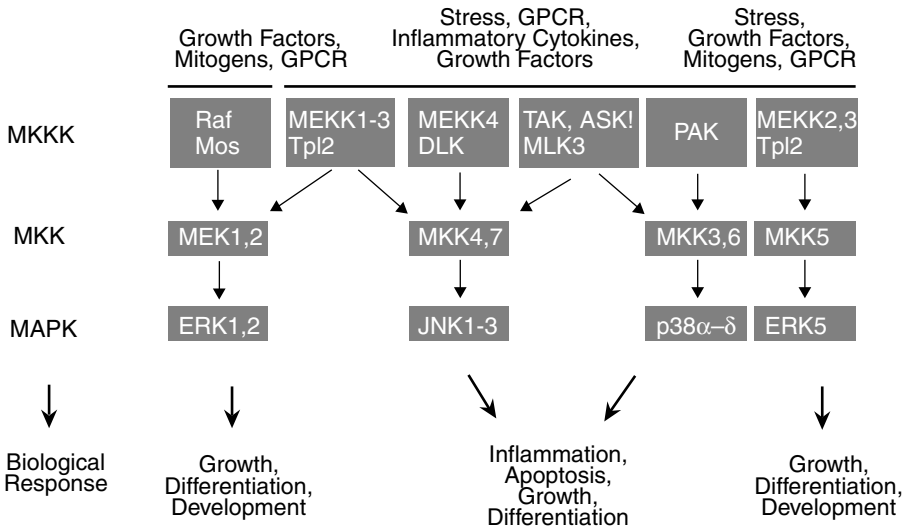 Growth Factors,
Mitogens, GPCR
Stress, GPCR,
Inflammatory Cytokines,
Growth Factors
Stress,
Growth Factors,
Mitogens, GPCR
MKKK
Raf
Mos
MEKK1-3
Tpl2
MEKK4
DLK
TAK, ASK!
MLK3
PAK
MEKK2,3
Tpl2
MKK
MEK1,2
MKK4,7
MKK3,6
MKK5
MAPK
ERK1,2
JNK1-3
p38α–δ
ERK5
Biological
Response
Growth,
Differentiation,
Development
Inflammation,
Apoptosis,
Growth,
Differentiation
Growth,
Differentiation,
Development